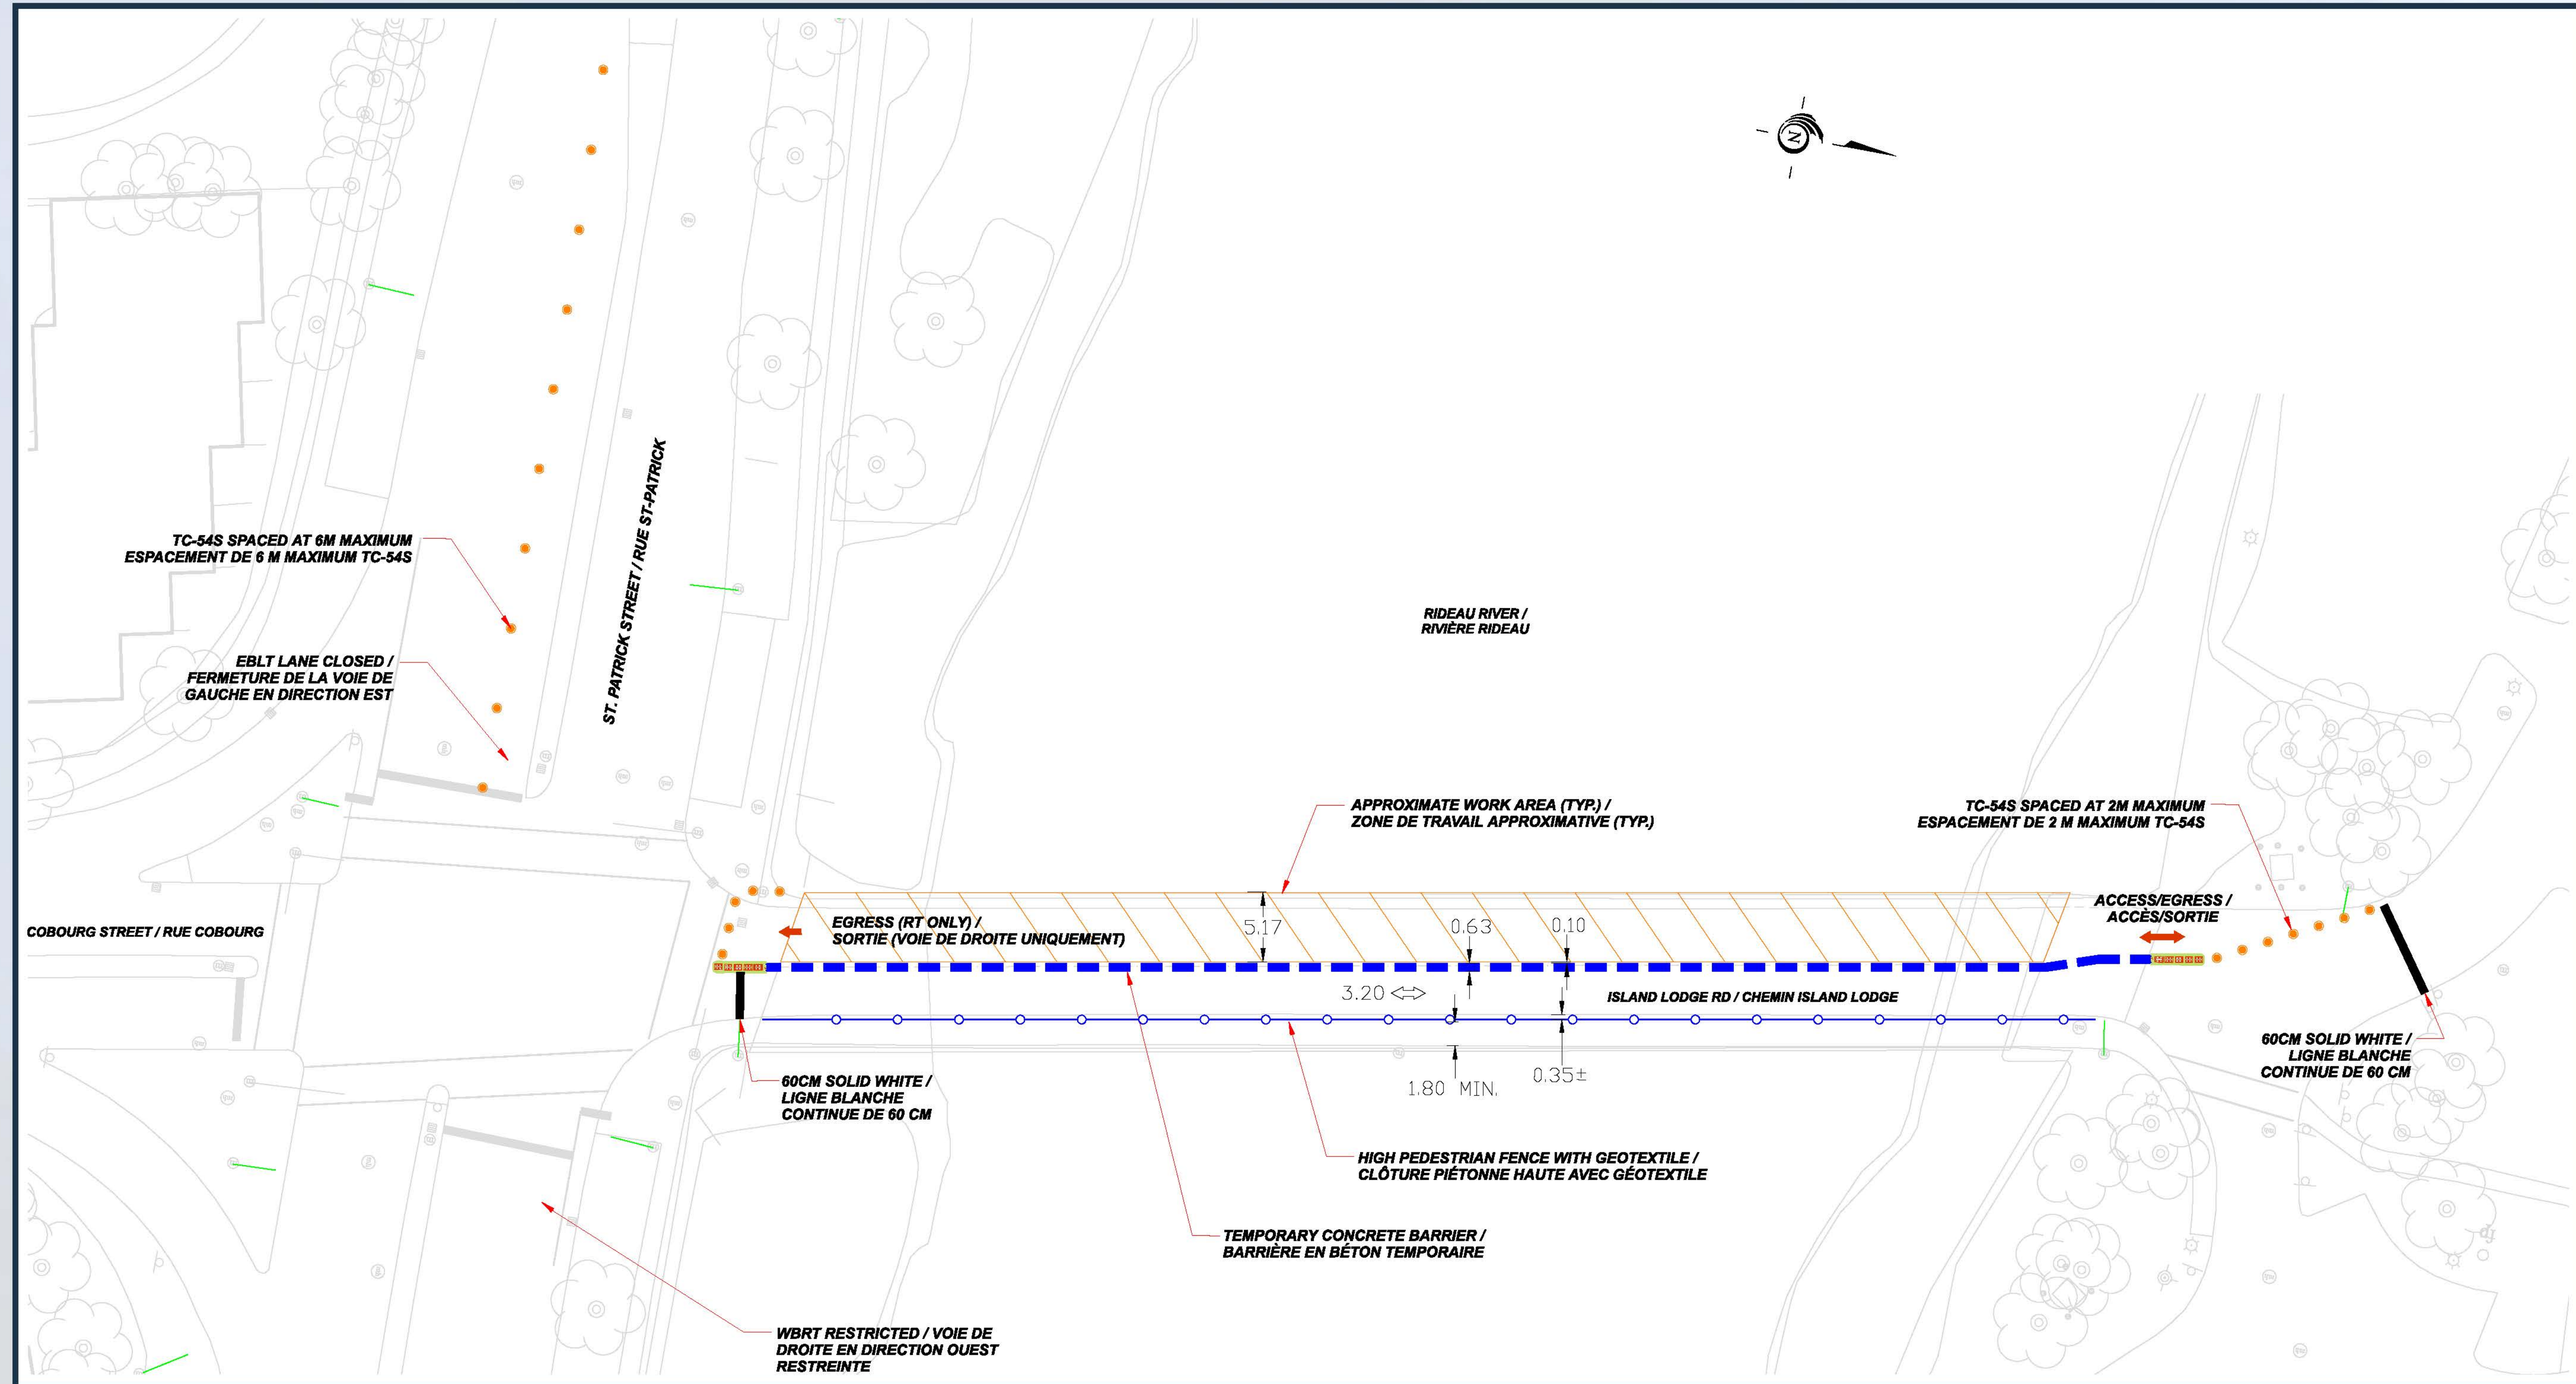 N
TC-54S SPACED AT 6M MAXIMUM
ESPACEMENT DE 6 M MAXIMUM TC-54S
EBLT LANE CLOSED /
FERMETURE DE LA VOIE DE
GAUCHE EN DIRECTION EST
ST. PATRICK STREET / RUE ST-PATRICK
RIDEAU RIVER /
RIVIÈRE RIDEAU
APPROXIMATE WORK AREA (TYP.) /
ZONE DE TRAVAIL APPROXIMATIVE (TYP.)
TC-54S SPACED AT 2M MAXIMUM
ESPACEMENT DE 2 M MAXIMUM TC-54S
ACCESS/EGRESS /
ACCÈS/SORTIE
COBOURG STREET / RUE COBOURG
EGRESS (RT ONLY) /
SORTIE (VOIE DE DROITE UNIQUEMENT)
5.17
0.63
0.10
3.20
ISLAND LODGE RD / CHEMIN ISLAND LODGE
60CM SOLID WHITE /
LIGNE BLANCHE
CONTINUE DE 60 CM
60CM SOLID WHITE /
LIGNE BLANCHE
CONTINUE DE 60 CM
1.80 MIN.
0.35±
HIGH PEDESTRIAN FENCE WITH GEOTEXTILE /
CLÔTURE PIÉTONNE HAUTE AVEC GÉOTEXTILE
TEMPORARY CONCRETE BARRIER /
BARRIÈRE EN BÉTON TEMPORAIRE
WBRT RESTRICTED / VOIE DE
DROITE EN DIRECTION OUEST
RESTREINTE